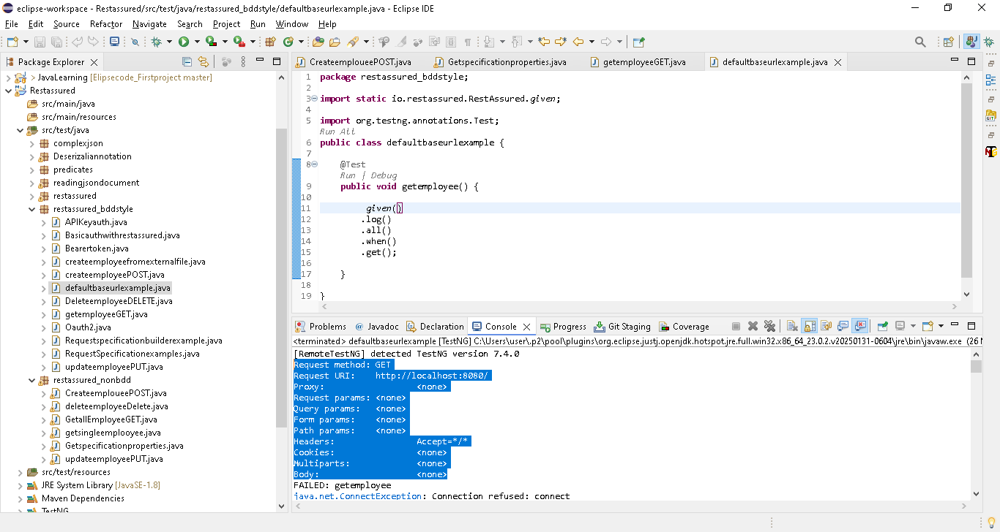 eclipse-workspace - Restassured/src/test/java/restassured_bddstyle/defaultbaseurlexample.java - Eclipse IDE
File Edit Source Refactor Navigate Search Project Run Window Help
Package Explorer
JavaLearning [Elipsecode_Firstproject master]
Restassured
src/main/java
src/main/resources
src/test/java
complexjson
Deserizaliannotation
predicates
readingjsondocument
restassured
restassured_bddstyle
APIKeyauth.java
Basicauthwithrestassured.java
Bearertoken.java
createemployeefromexternalfile.java
createemployeePOST.java
defaultbaseurlexample.java
DeleteemployeeDELETE.java
getemployeeGET.java
Oauth2.java
Requestspecificationbuilderexample.java
RequestSpecificationexamples.java
updateemployeePUT.java
restassured_nonbdd
CreateemploueePOST.java
deleteemployeeDelete.java
GetallEmployeeGET.java
getsingleemplooyee.java
Getspecificationproperties.java
updateemployeePUT.java
src/test/resources
JRE System Library [JavaSE-1.8]
Maven Dependencies
TestNG
CreateemploueePOST.java Getspecificationproperties.java getemployeeGET.java defaultbaseurlexample.java
1 package restassured_bddstyle;
2
3 import static io.restassured.RestAssured.given;
4
5 import org.testng.annotations.Test;
Run All
6 public class defaultbaseurlexample {
7
8 @Test
Run | Debug
9 public void getemployee() {
10
11 given()
12 .log()
13 .all()
14 .when()
15 .get();
16
17 }
18
19 }
Problems @ Javadoc Declaration Console Progress Git Staging Coverage
<terminated> defaultbaseurlexample [TestNG] C:\Users\user\.p2\pool\plugins\org.eclipse.justj.openjdk.hotspot.jre.full.win32.x86_64_23.0.2.v20250131-0604\jre\bin\javaw.exe (26 N
[RemoteTestNG] detected TestNG version 7.4.0
Request method: GET
Request URI: http://localhost:8080/
Proxy: <none>
Request params: <none>
Query params: <none>
Form params: <none>
Path params: <none>
Headers: Accept=*/*
Cookies: <none>
Multiparts: <none>
Body: <none>
FAILED: getemployee
java.net.ConnectException: Connection refused: connect